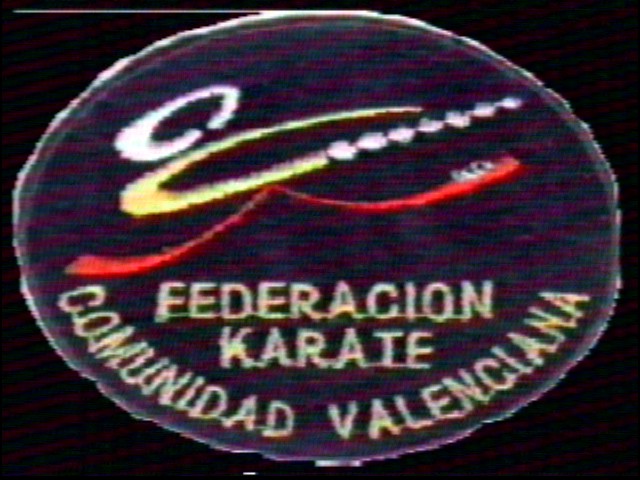 FEDERACION
KARATE
COMUNIDAD VALENCIANA